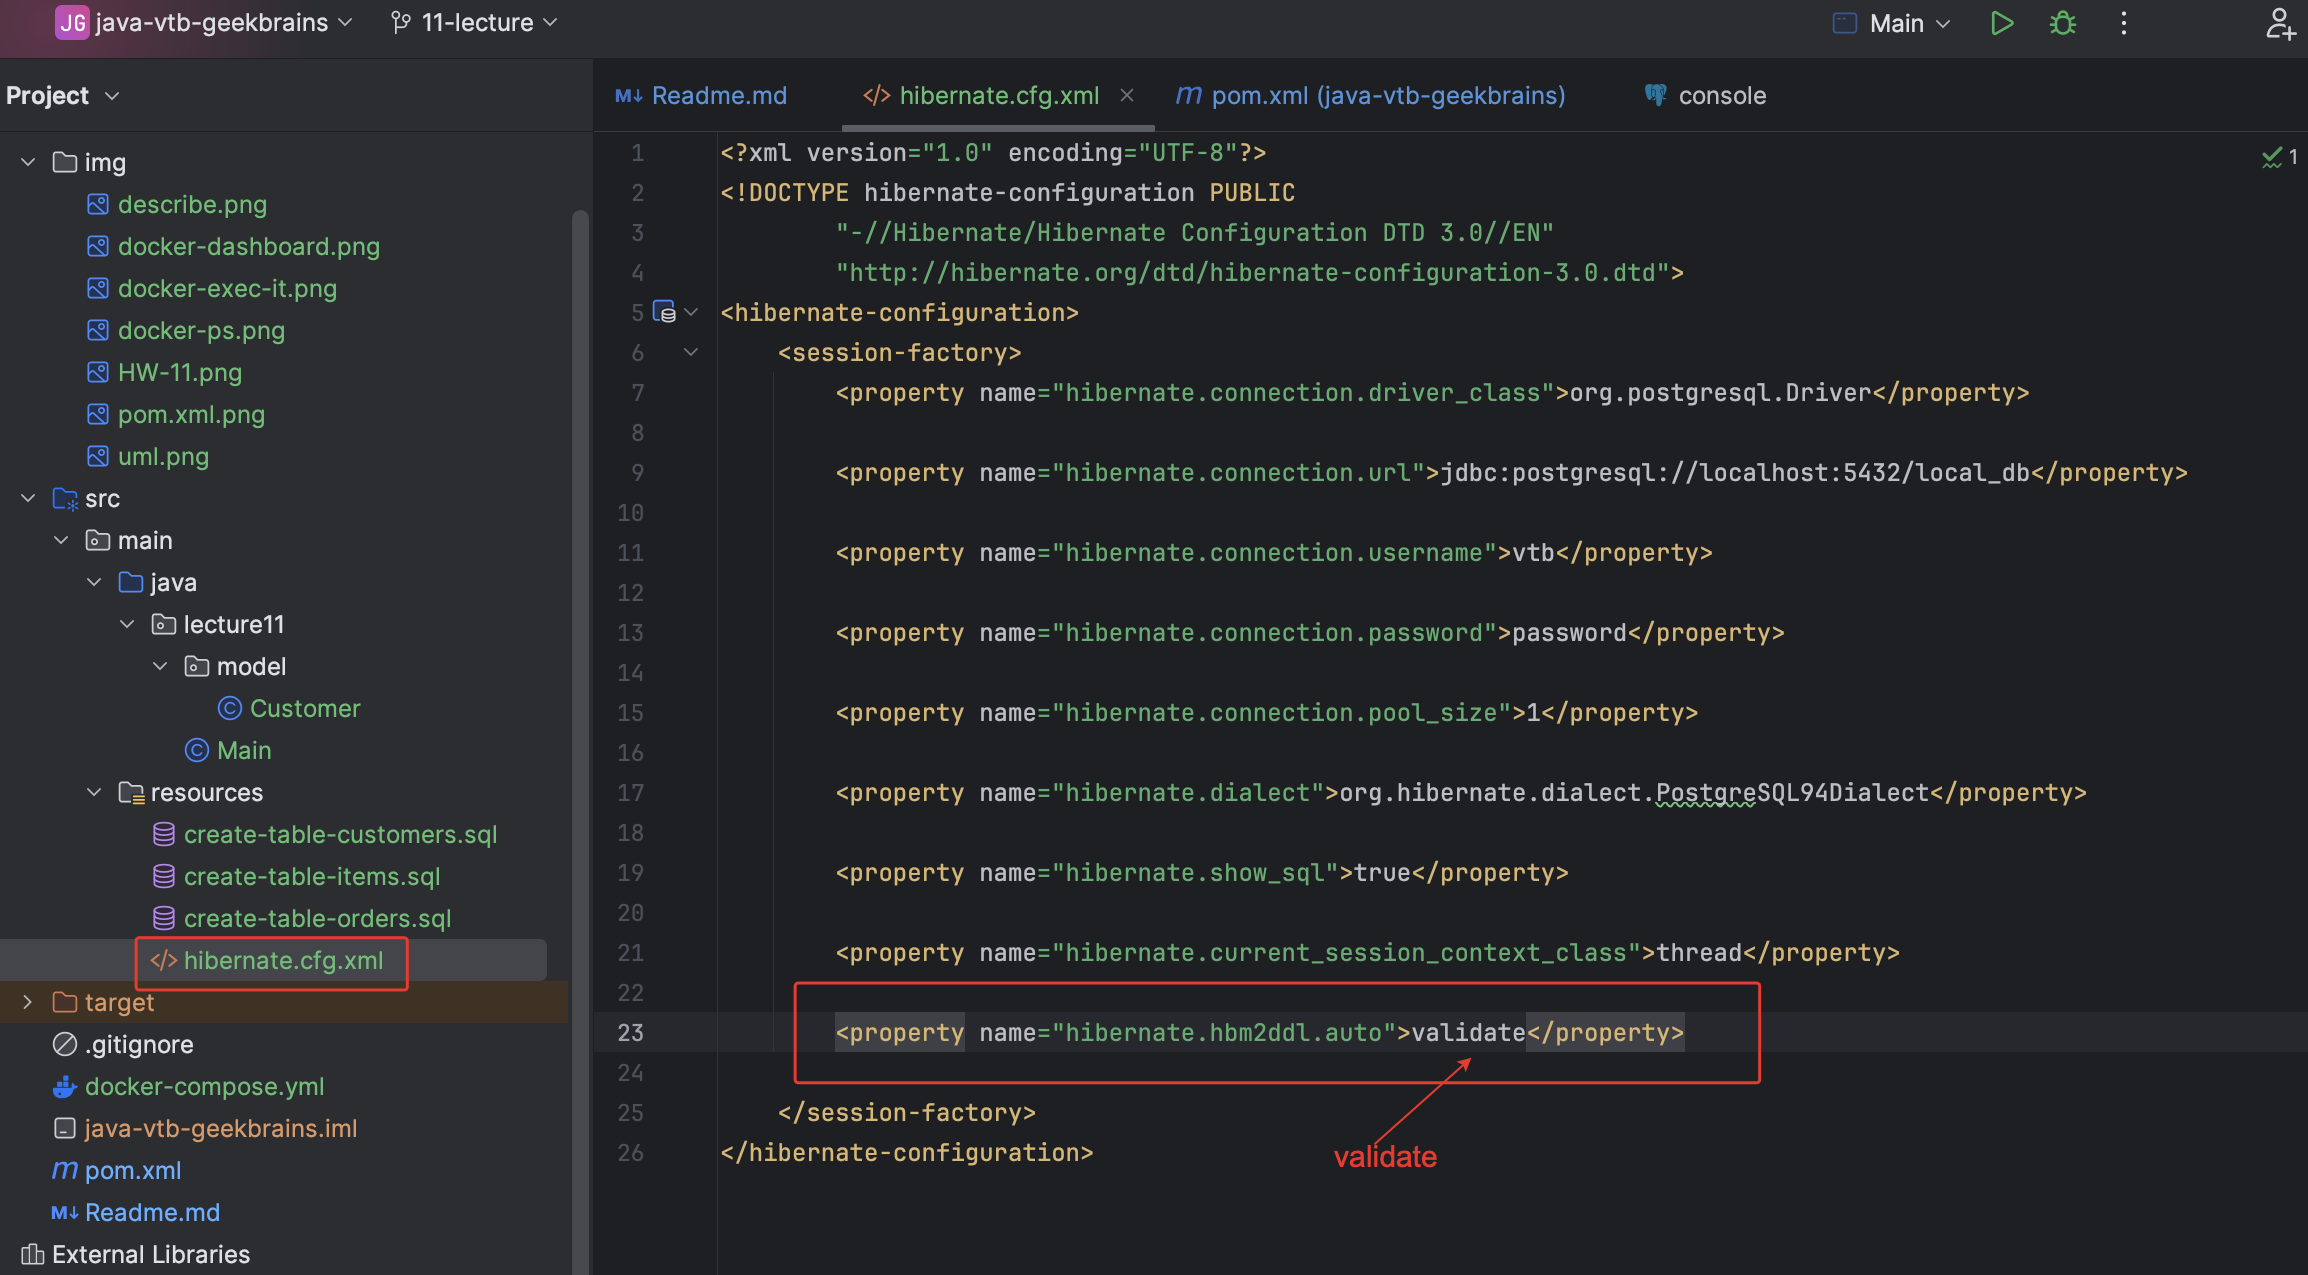 JG java-vtb-geekbrains
11-lecture
Main
Project
img
describe.png
docker-dashboard.png
docker-exec-it.png
docker-ps.png
HW-11.png
pom.xml.png
uml.png
src
main
java
lecture11
model
Customer
Main
resources
create-table-customers.sql
create-table-items.sql
create-table-orders.sql
</> hibernate.cfg.xml
target
.gitignore
docker-compose.yml
java-vtb-geekbrains.iml
m pom.xml
M↓ Readme.md
External Libraries
M↓ Readme.md
</> hibernate.cfg.xml
m pom.xml (java-vtb-geekbrains)
console
1
1 <?xml version="1.0" encoding="UTF-8"?>
2 <!DOCTYPE hibernate-configuration PUBLIC
3 "-//Hibernate/Hibernate Configuration DTD 3.0//EN"
4 "http://hibernate.org/dtd/hibernate-configuration-3.0.dtd">
5 <hibernate-configuration>
6 <session-factory>
7 <property name="hibernate.connection.driver_class">org.postgresql.Driver</property>
8
9 <property name="hibernate.connection.url">jdbc:postgresql://localhost:5432/local_db</property>
10
11 <property name="hibernate.connection.username">vtb</property>
12
13 <property name="hibernate.connection.password">password</property>
14
15 <property name="hibernate.connection.pool_size">1</property>
16
17 <property name="hibernate.dialect">org.hibernate.dialect.PostgreSQL94Dialect</property>
18
19 <property name="hibernate.show_sql">true</property>
20
21 <property name="hibernate.current_session_context_class">thread</property>
22
23 <property name="hibernate.hbm2ddl.auto">validate</property>
24
25 </session-factory>
26 </hibernate-configuration>
validate